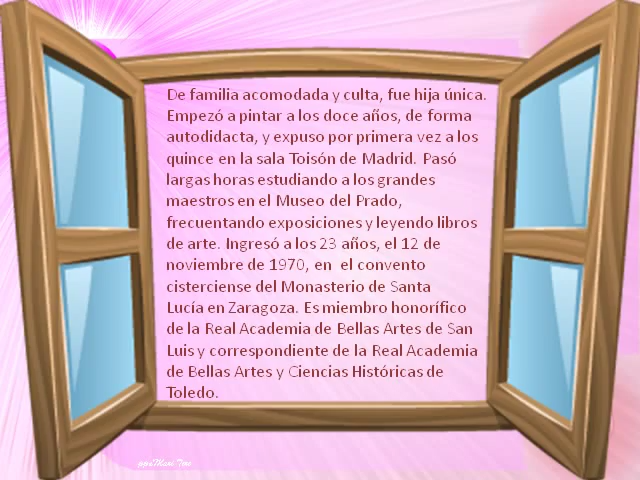 De familia acomodada y culta, fue hija única.
Empezó a pintar a los doce años, de forma
autodidacta, y expuso por primera vez a los
quince en la sala Toisón de Madrid. Pasó
largas horas estudiando a los grandes
maestros en el Museo del Prado,
frecuentando exposiciones y leyendo libros
de arte. Ingresó a los 23 años, el 12 de
noviembre de 1970, en el convento
cisterciense del Monasterio de Santa
Lucía en Zaragoza. Es miembro honorífico
de la Real Academia de Bellas Artes de San
Luis y correspondiente de la Real Academia
de Bellas Artes y Ciencias Históricas de
Toledo.